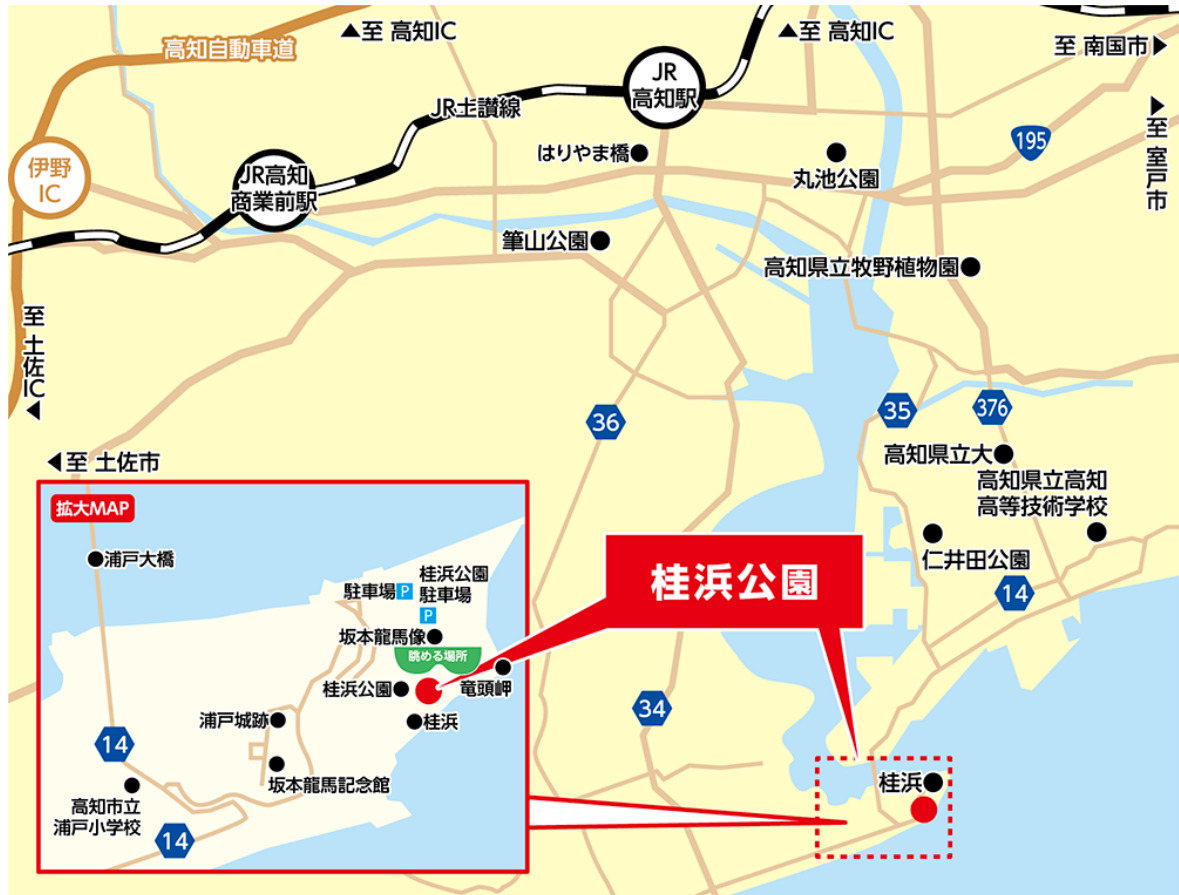 高知自動車道
▲至 高知IC
▲至 高知IC
至 南国市▶
JR
高知駅
JR土讃線
195
▲至 室戸市
伊野
IC
JR高知
商業前駅
はりやま橋
丸池公園
筆山公園
高知県立牧野植物園
至 土佐IC▶
36
35
376
◀至 土佐市
高知県立大
高知県立高知
高等技術学校
仁井田公園
14
桂浜公園
34
桂浜
拡大MAP
浦戸大橋
駐車場 P
桂浜公園
駐車場
P
坂本龍馬像
眺める場所
桂浜公園
竜頭岬
浦戸城跡
桂浜
14
坂本龍馬記念館
高知市立
浦戸小学校
14